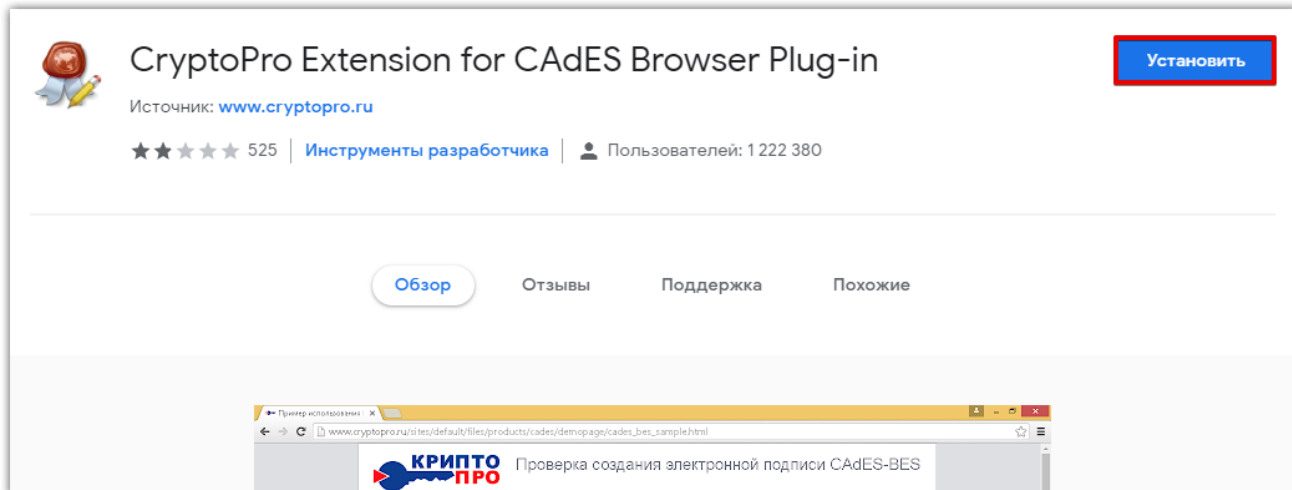 CryptoPro Extension for CAdES Browser Plug-in
Установить
Источник: www.cryptopro.ru
525 Инструменты разработчика Пользователей: 1 222 380
Обзор Отзывы Поддержка Похожие
Пример использования
www.cryptopro.ru/sites/default/files/products/cades/demopage/cades_bes_sample.html
КРИПТО
ПРО
Проверка создания электронной подписи CAdES-BES